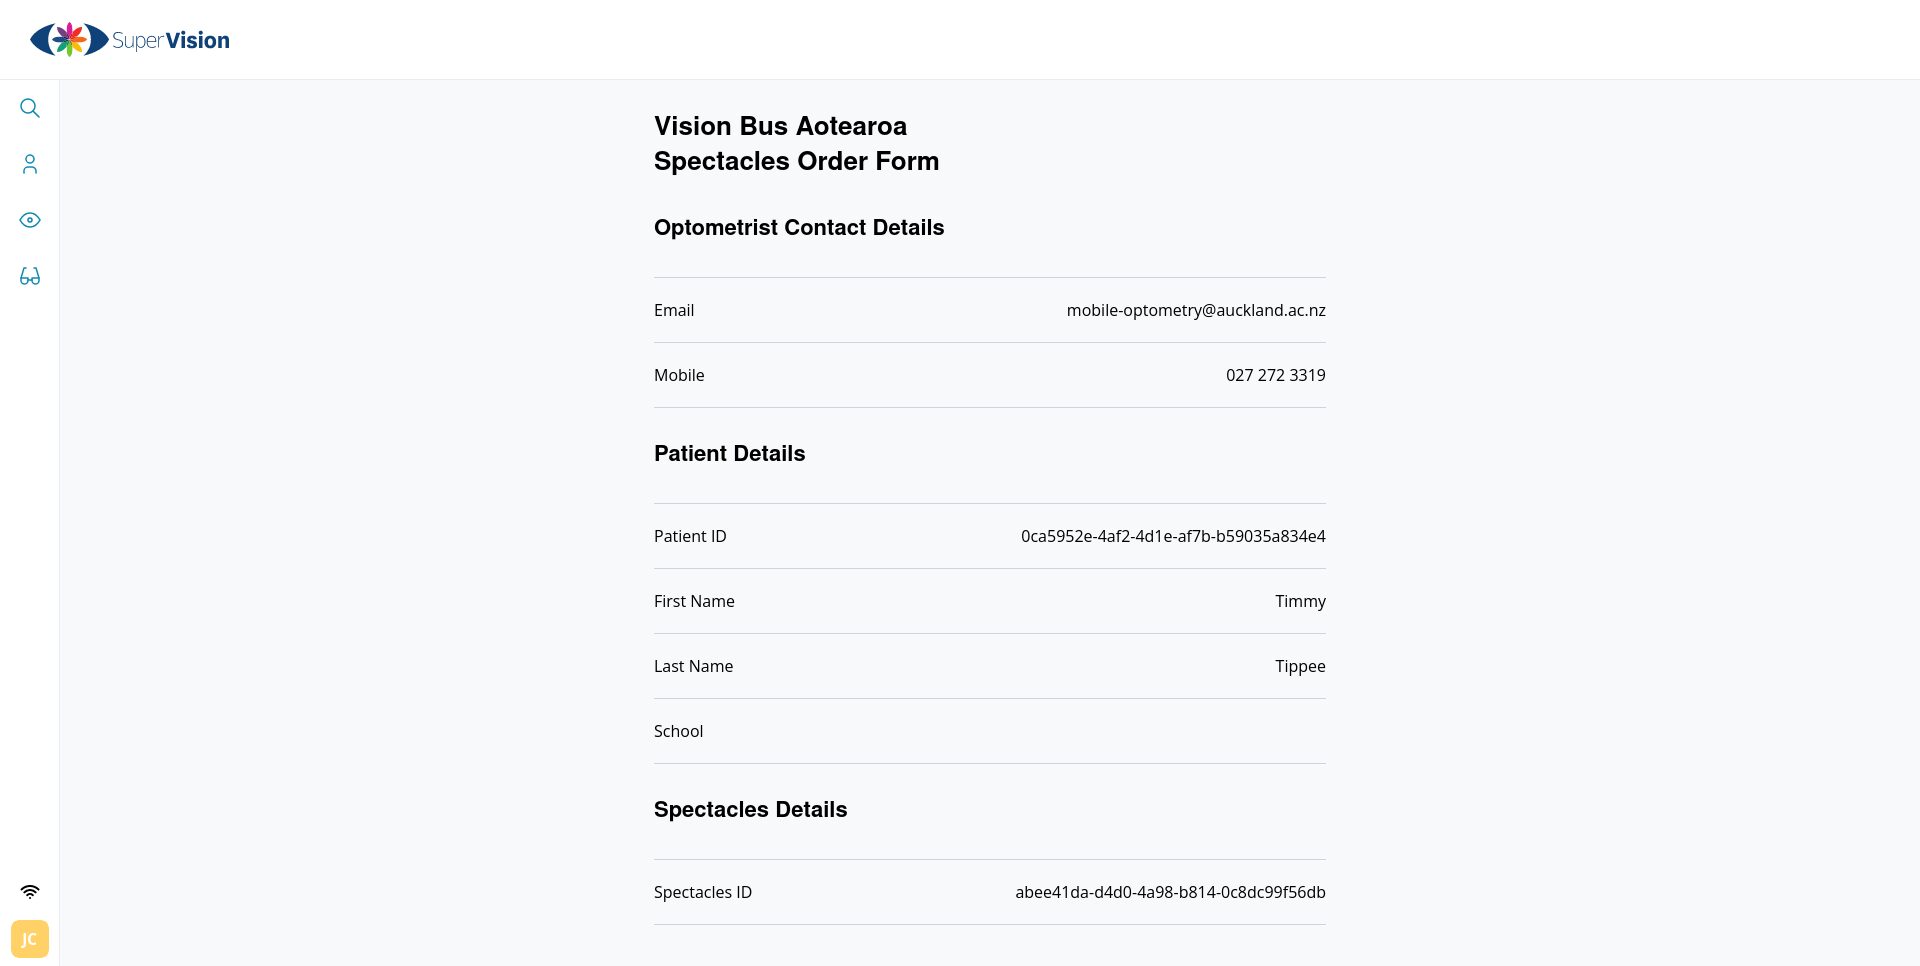 SuperVision
Vision Bus Aotearoa
Spectacles Order Form
Optometrist Contact Details
Email mobile-optometry@auckland.ac.nz
Mobile 027 272 3319
Patient Details
Patient ID 0ca5952e-4af2-4d1e-af7b-b59035a834e4
First Name Timmy
Last Name Tippee
School
Spectacles Details
Spectacles ID abee41da-d4d0-4a98-b814-0c8dc99f56db
JC